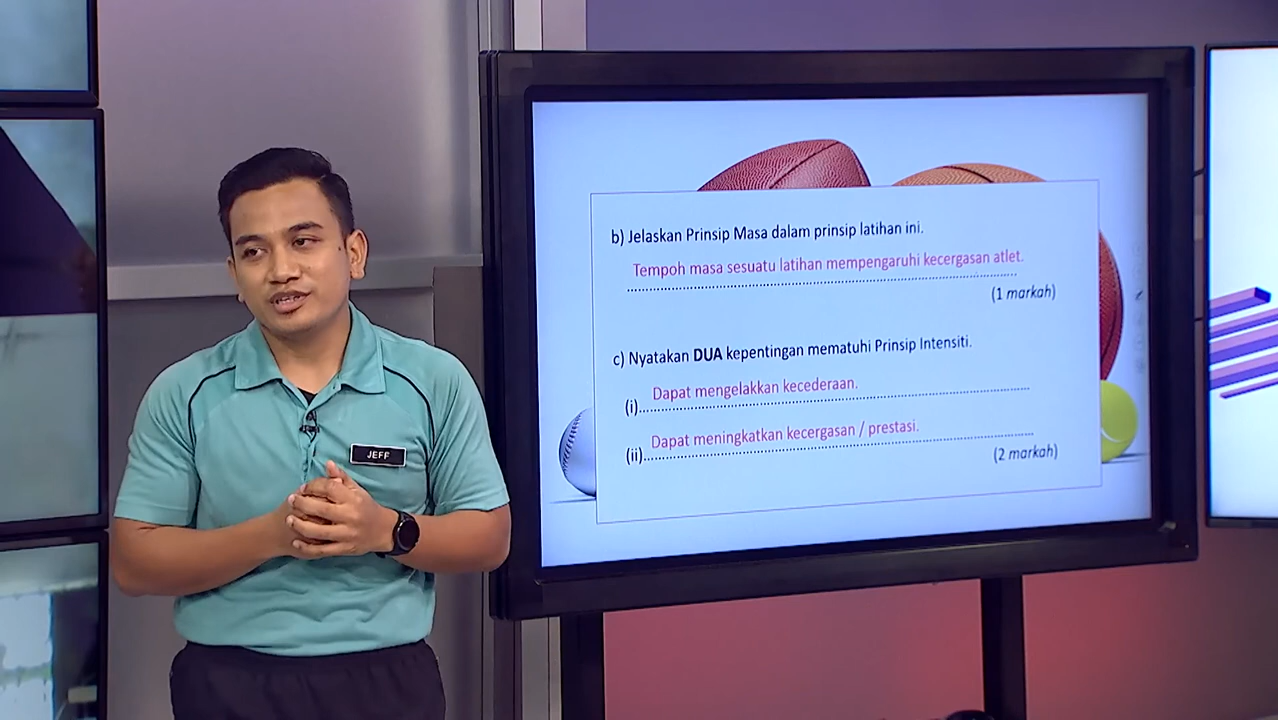 b) Jelaskan Prinsip Masa dalam prinsip latihan ini.
Tempoh masa sesuatu latihan mempengaruhi kecergasan atlet.
(1 markah)
c) Nyatakan DUA kepentingan mematuhi Prinsip Intensiti.
Dapat mengelakkan kecederaan.
(i)
Dapat meningkatkan kecergasan / prestasi.
(ii)
(2 markah)
JEFF